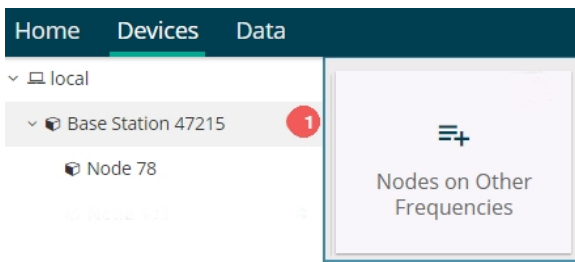 Home Devices Data
local
Base Station 47215 1
Node 78
Nodes on Other
Frequencies